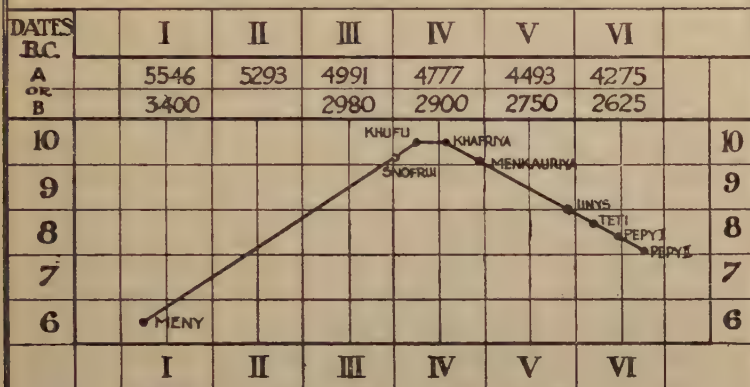 DATES B.C. I II III IV V VI
A 5546 5293 4991 4777 4493 4275
OR
B 3400 2980 2900 2750 2625
10 KHUFU KHAFRIYA 10
SNOFRUI MENKAURIYA
9 9
UNYS
8 TETI 8
PEPY I
PEPY II
7 7
6 MENY 6
I II III IV V VI